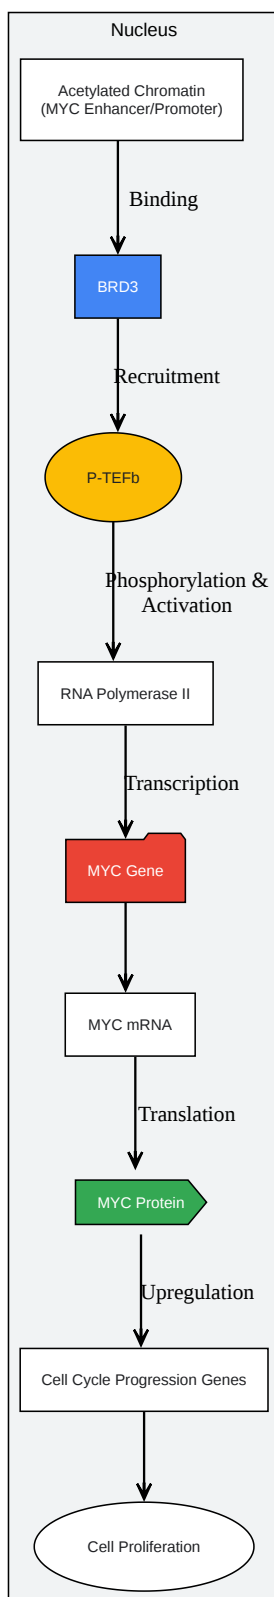 Nucleus
Acetylated Chromatin
(MYC Enhancer/Promoter)
Binding
BRD3
Recruitment
P-TEFb
Phosphorylation &
Activation
RNA Polymerase II
Transcription
MYC Gene
MYC mRNA
Translation
MYC Protein
Upregulation
Cell Cycle Progression Genes
Cell Proliferation